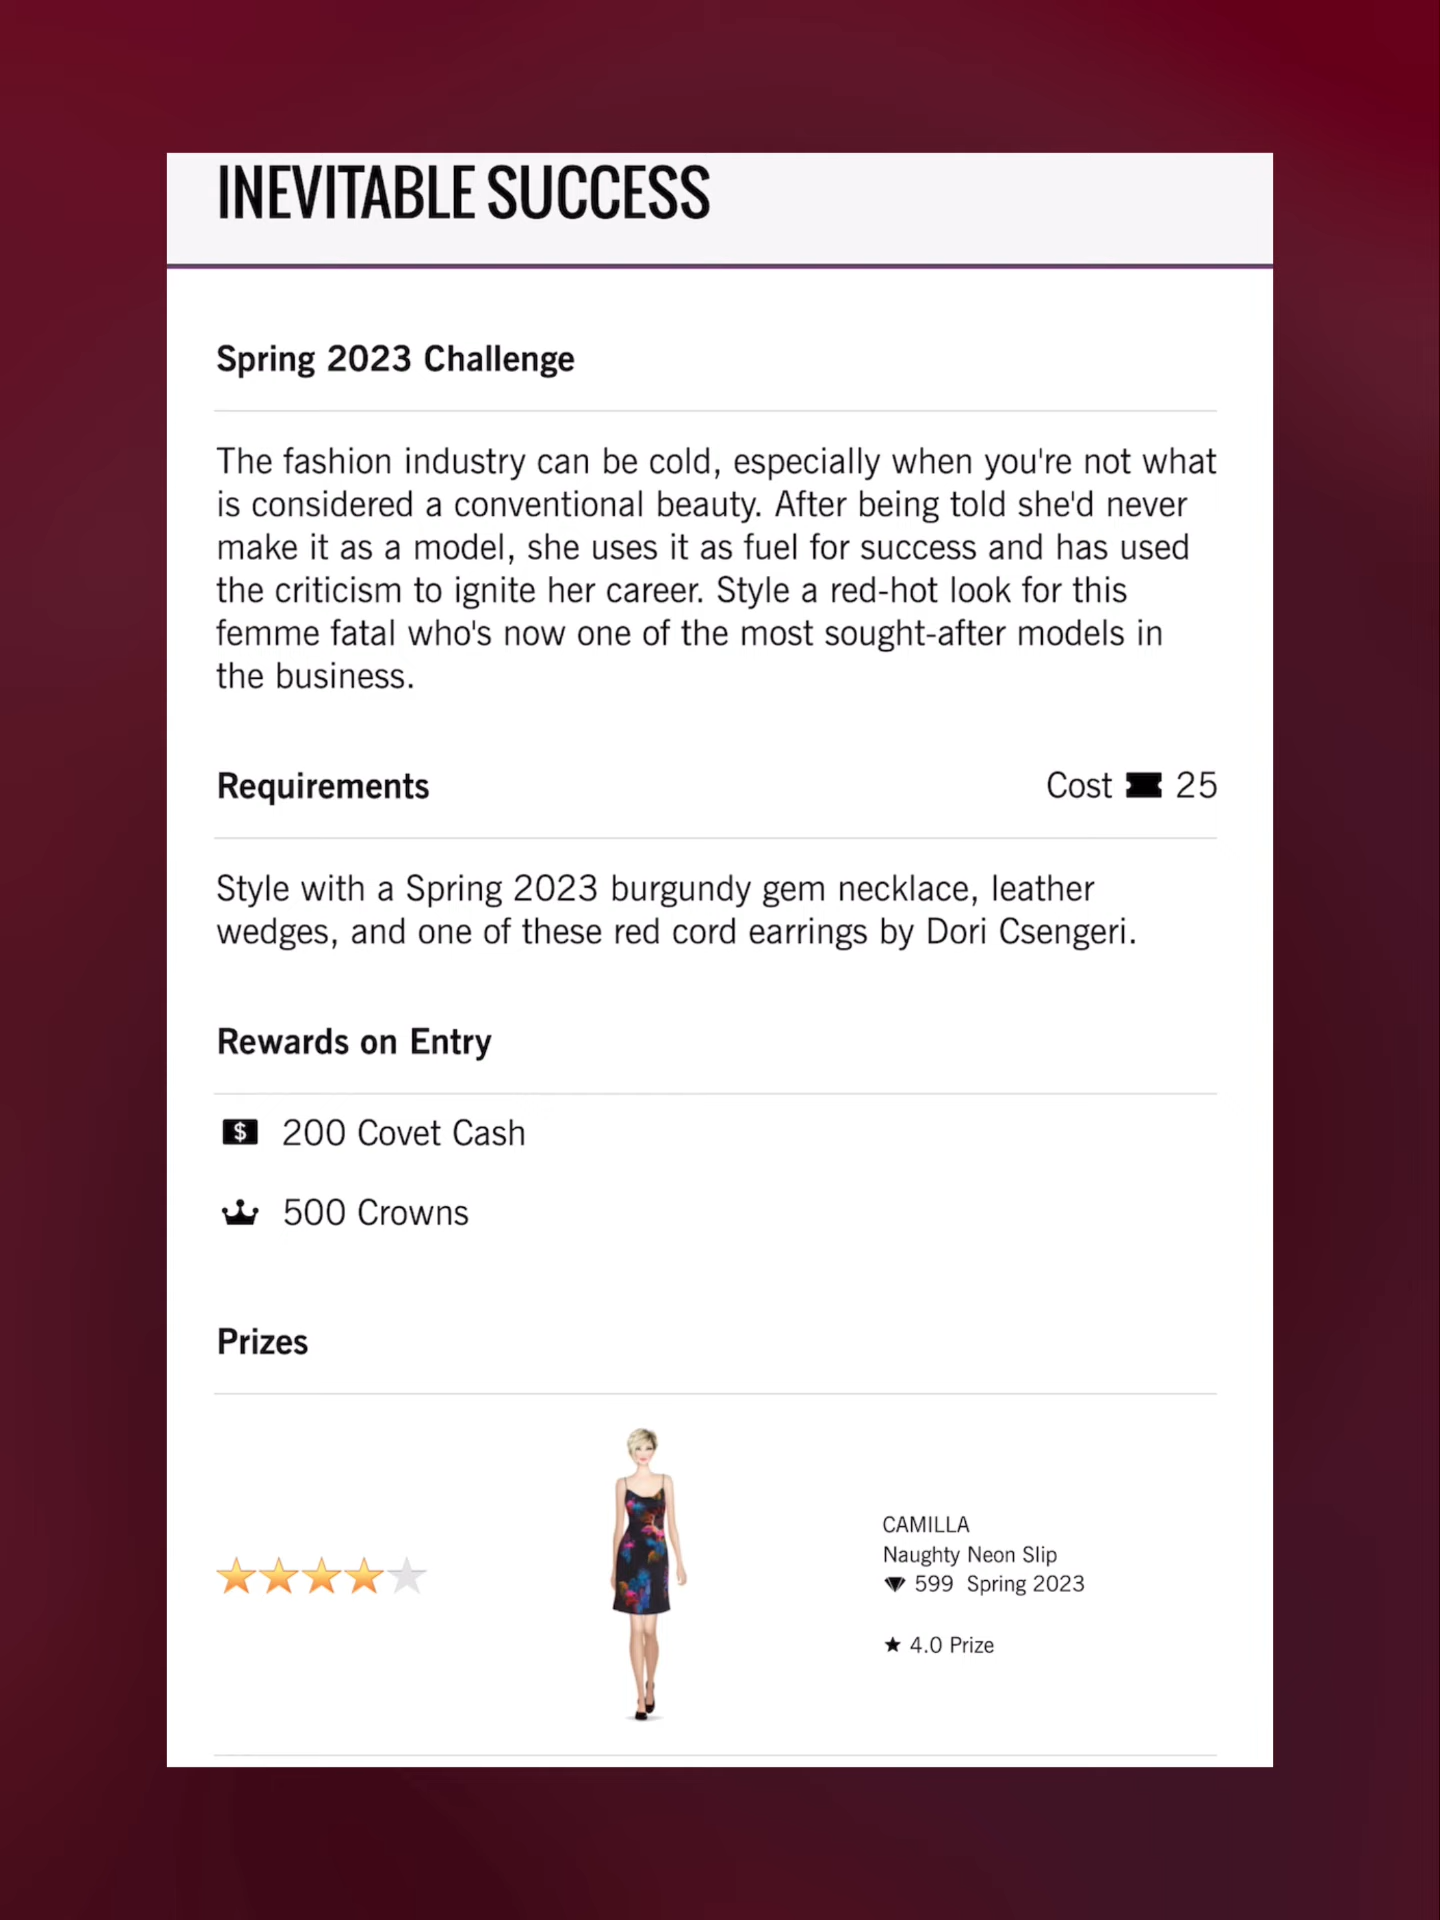 INEVITABLE SUCCESS
Spring 2023 Challenge
The fashion industry can be cold, especially when you're not what
is considered a conventional beauty. After being told she'd never
make it as a model, she uses it as fuel for success and has used
the criticism to ignite her career. Style a red-hot look for this
femme fatal who's now one of the most sought-after models in
the business.
Requirements
Cost 25
Style with a Spring 2023 burgundy gem necklace, leather
wedges, and one of these red cord earrings by Dori Csengeri.
Rewards on Entry
$ 200 Covet Cash
500 Crowns
Prizes
CAMILLA
Naughty Neon Slip
599 Spring 2023
★ 4.0 Prize